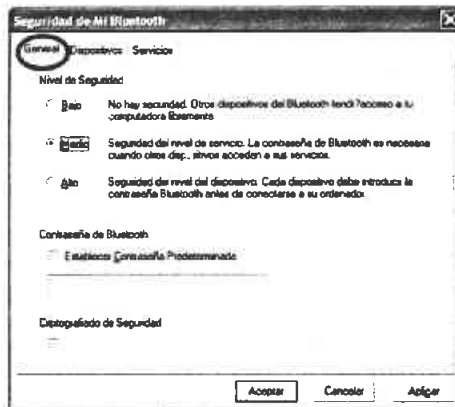 Seguridad de Mi Bluetooth
General Dispositivos Servicios
Nivel de Seguridad
Bajo No hay seguridad. Otros dispositivos del Bluetooth tendr?acceso a tu
computadora libremente.
Medio Seguridad del nivel de servicio. La contraseña de Bluetooth es necesaria
cuando otros acceden a sus servicios.
Alto Seguridad del nivel del dispositivo. Cada dispositivo debe introducir la
contraseña Bluetooth antes de conectarse a su ordenador.
Contraseña de Bluetooth
Establecer Contraseña Predeterminada
Criptografiado de Seguridad
Aceptar Cancelar Aplicar